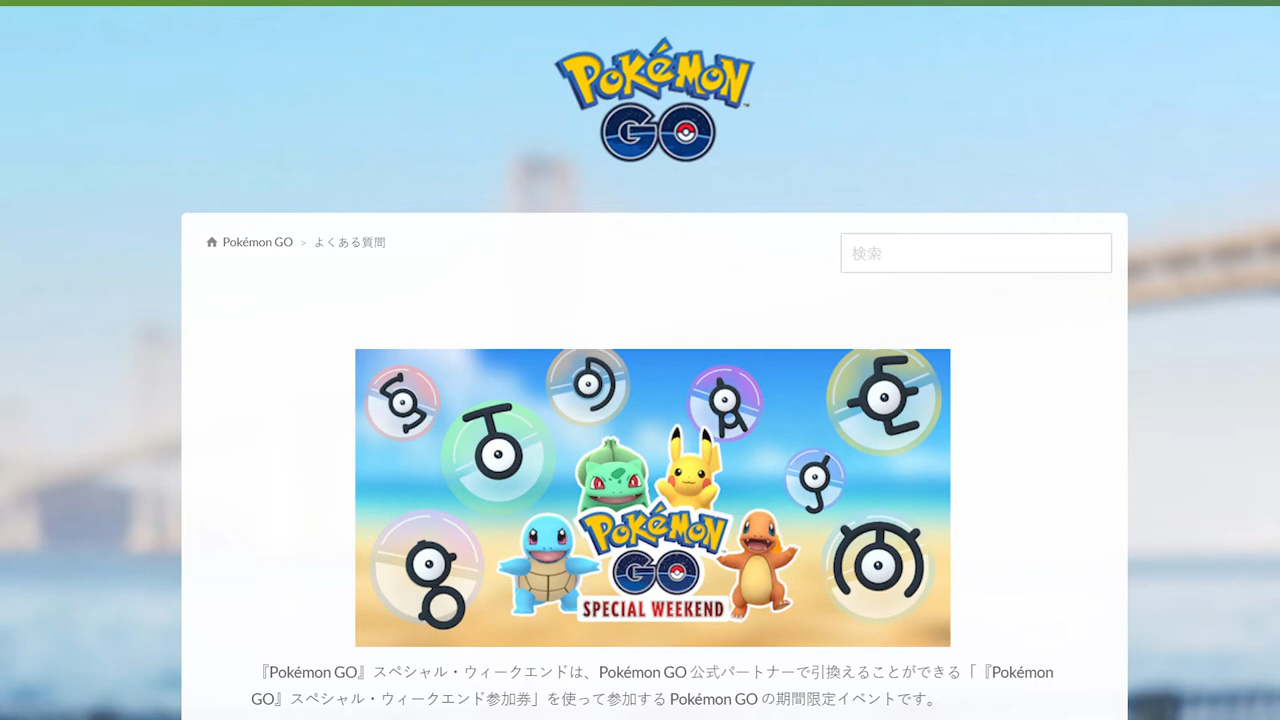 POKÉMON
GO
Pokémon GO > よくある質問
検索
POKÉMON
GO
SPECIAL WEEKEND
『Pokémon GO』スペシャル・ウィークエンドは、Pokémon GO 公式パートナーで引換えることができる「『Pokémon
GO』スペシャル・ウィークエンド参加券」を使って参加する Pokémon GO の期間限定イベントです。